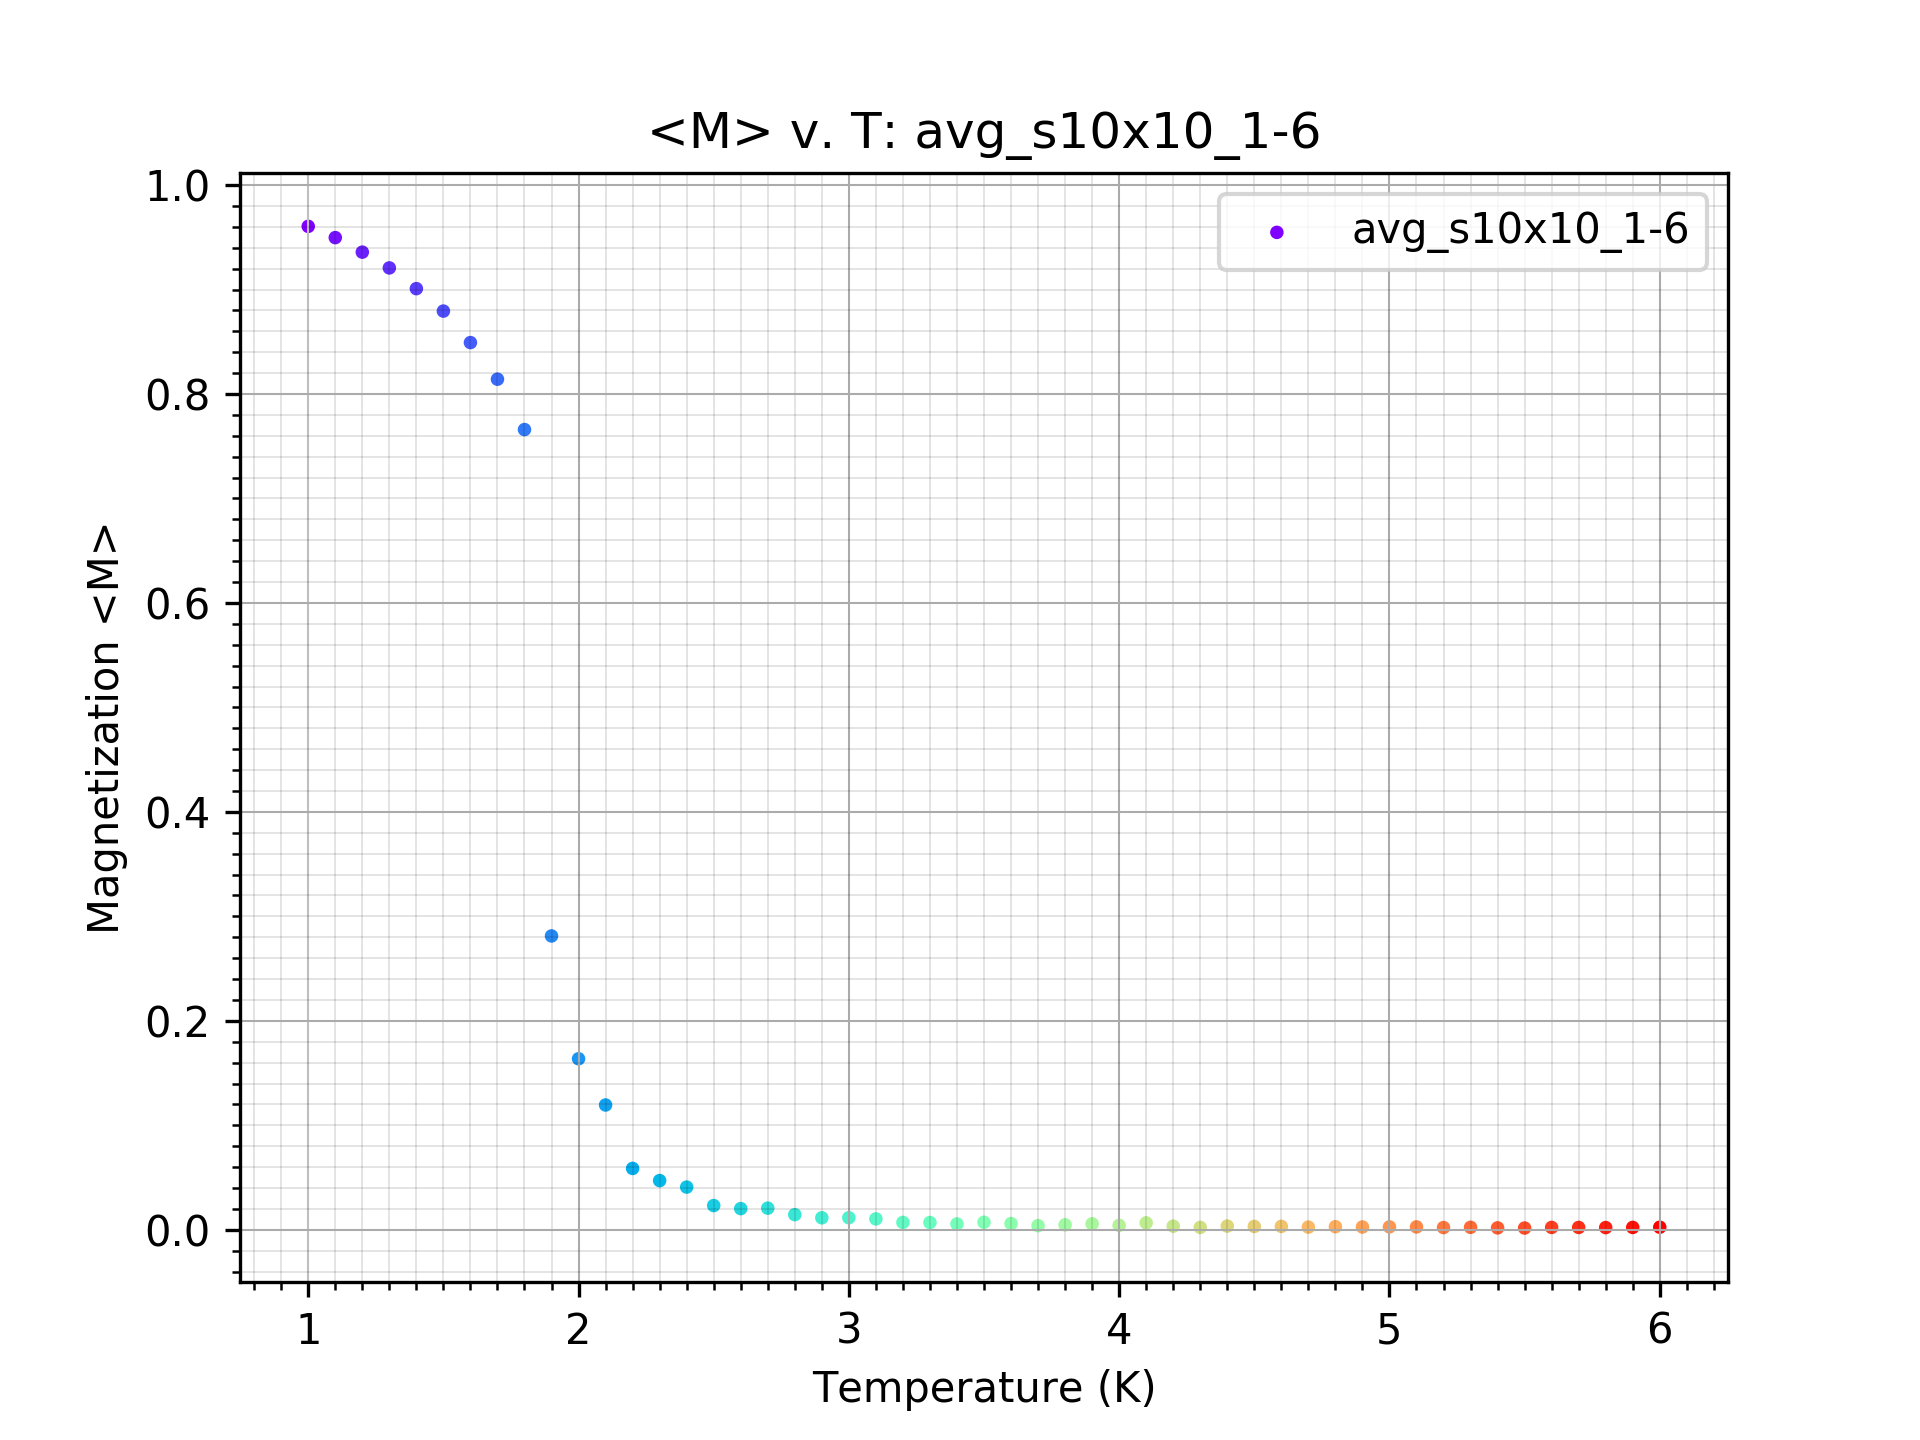 <M> v. T: avg_s10x10_1-6
avg_s10x10_1-6
1.0
0.8
0.6
0.4
0.2
0.0
Magnetization <M>
1 2 3 4 5 6
Temperature (K)